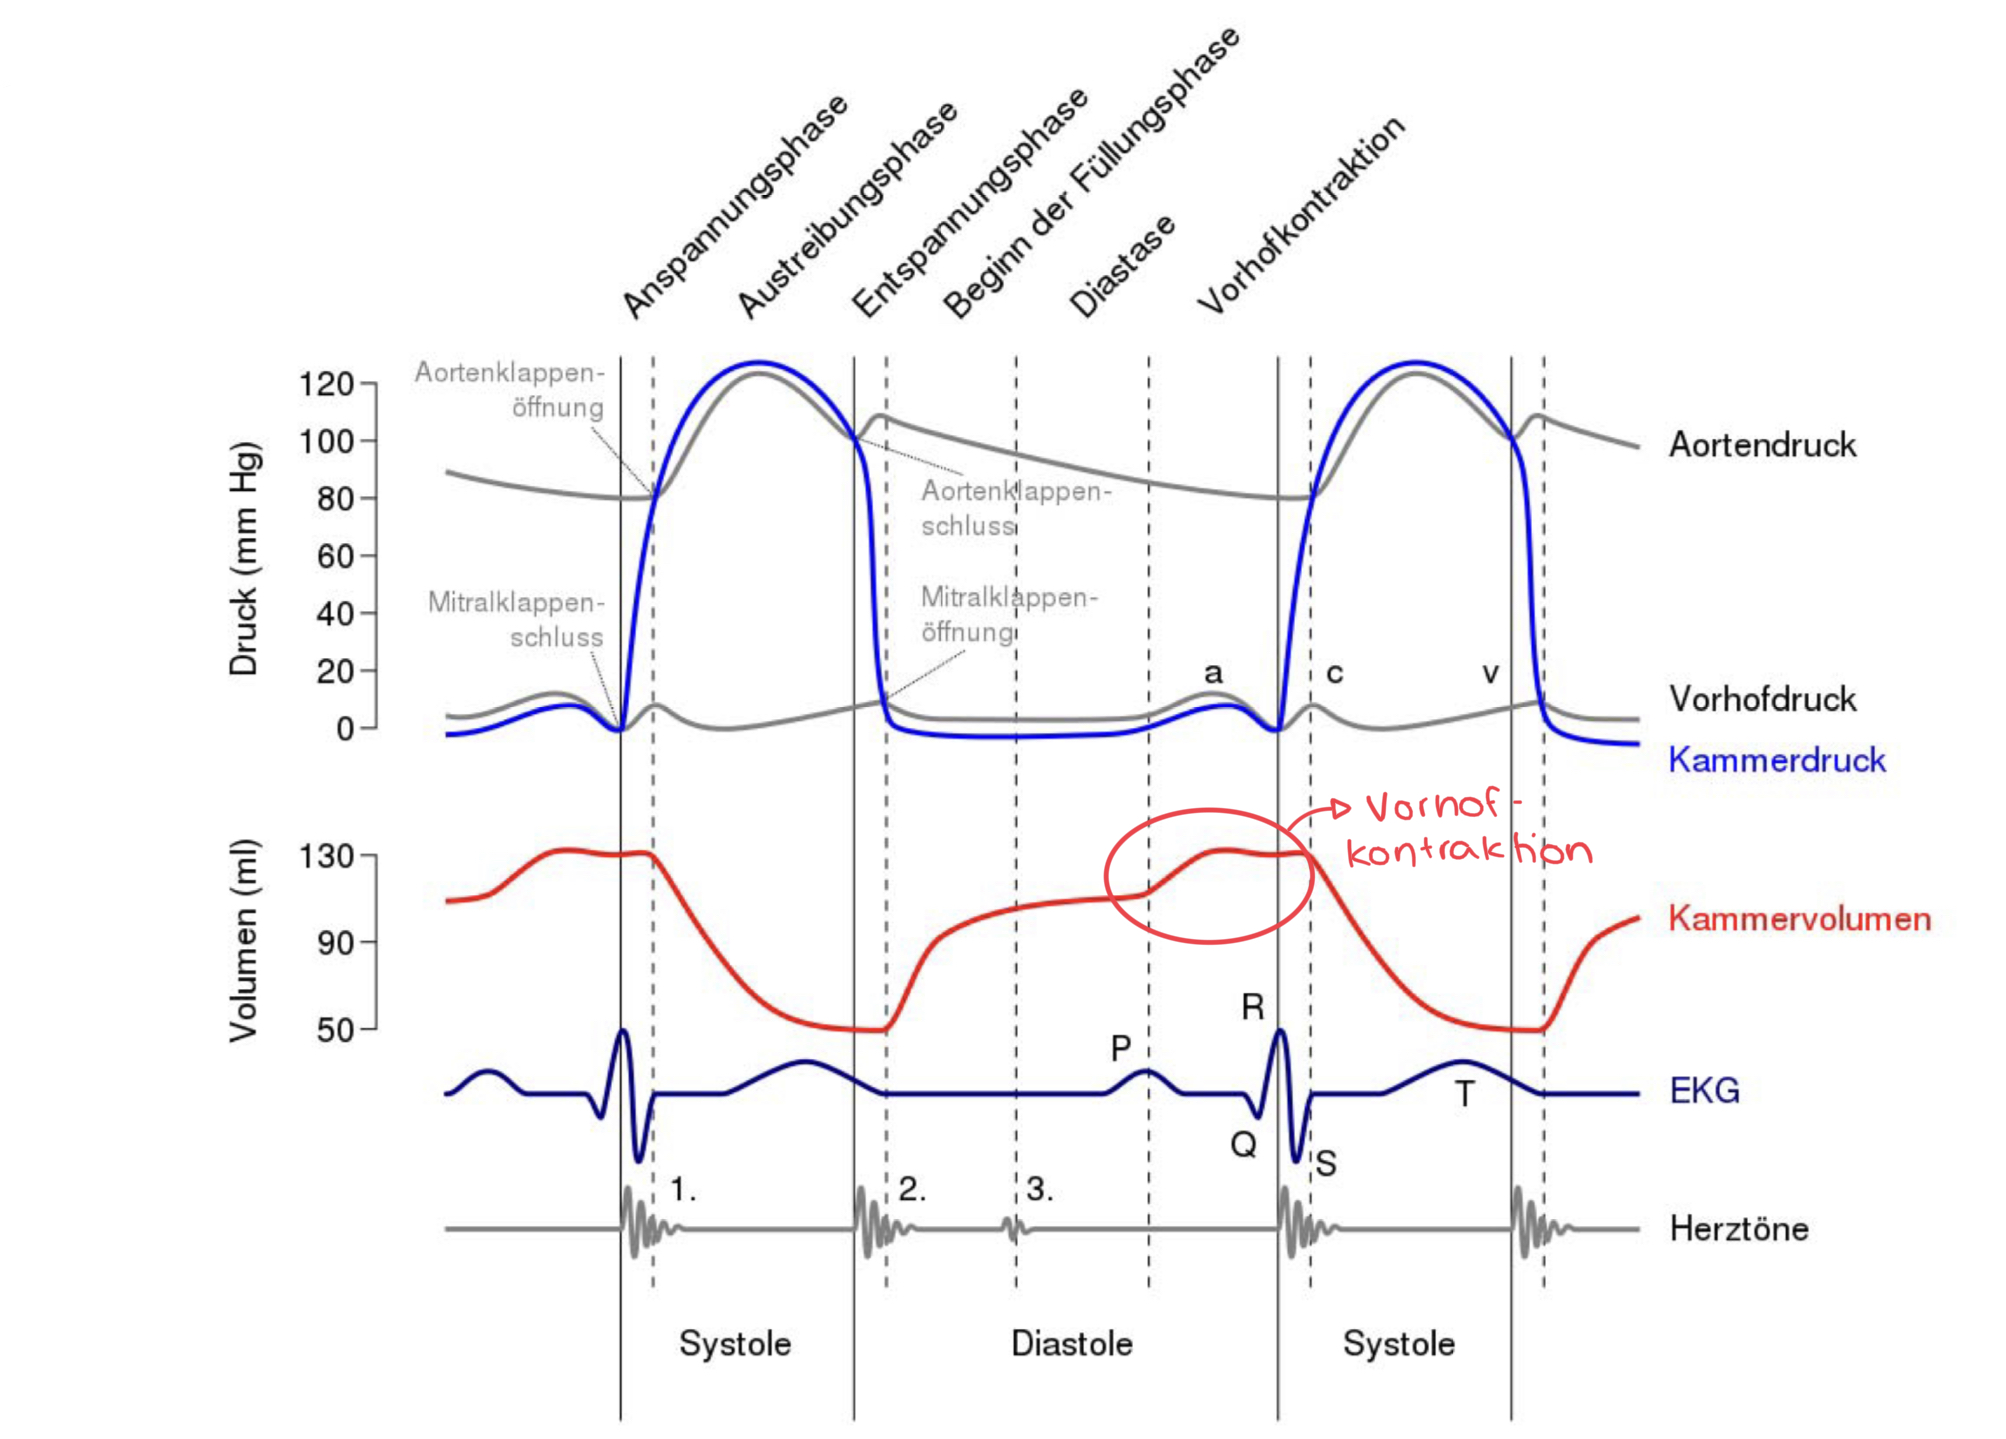 Anspannungsphase
Austreibungsphase
Entspannungsphase
Beginn der Füllungsphase
Diastase
Vorhofkontraktion
Druck (mm Hg)
120
100
80
60
40
20
0
Aortenklappen-
öffnung
Mitralklappen-
schluss
Aortenklappen-
schluss
Mitralklappen-
öffnung
a
c
v
Aortendruck
Vorhofdruck
Kammerdruck
Vorhof-
kontraktion
Volumen (ml)
130
90
50
Kammervolumen
R
P
Q
S
T
EKG
1.
2.
3.
Herztöne
Systole
Diastole
Systole